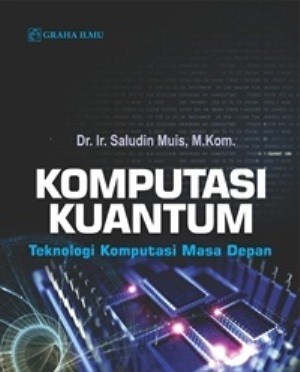 GRAHA ILMU
Dr. Ir. Saludin Muis, M.Kom.
KOMPUTASI
KUANTUM
Teknologi Komputasi Masa Depan